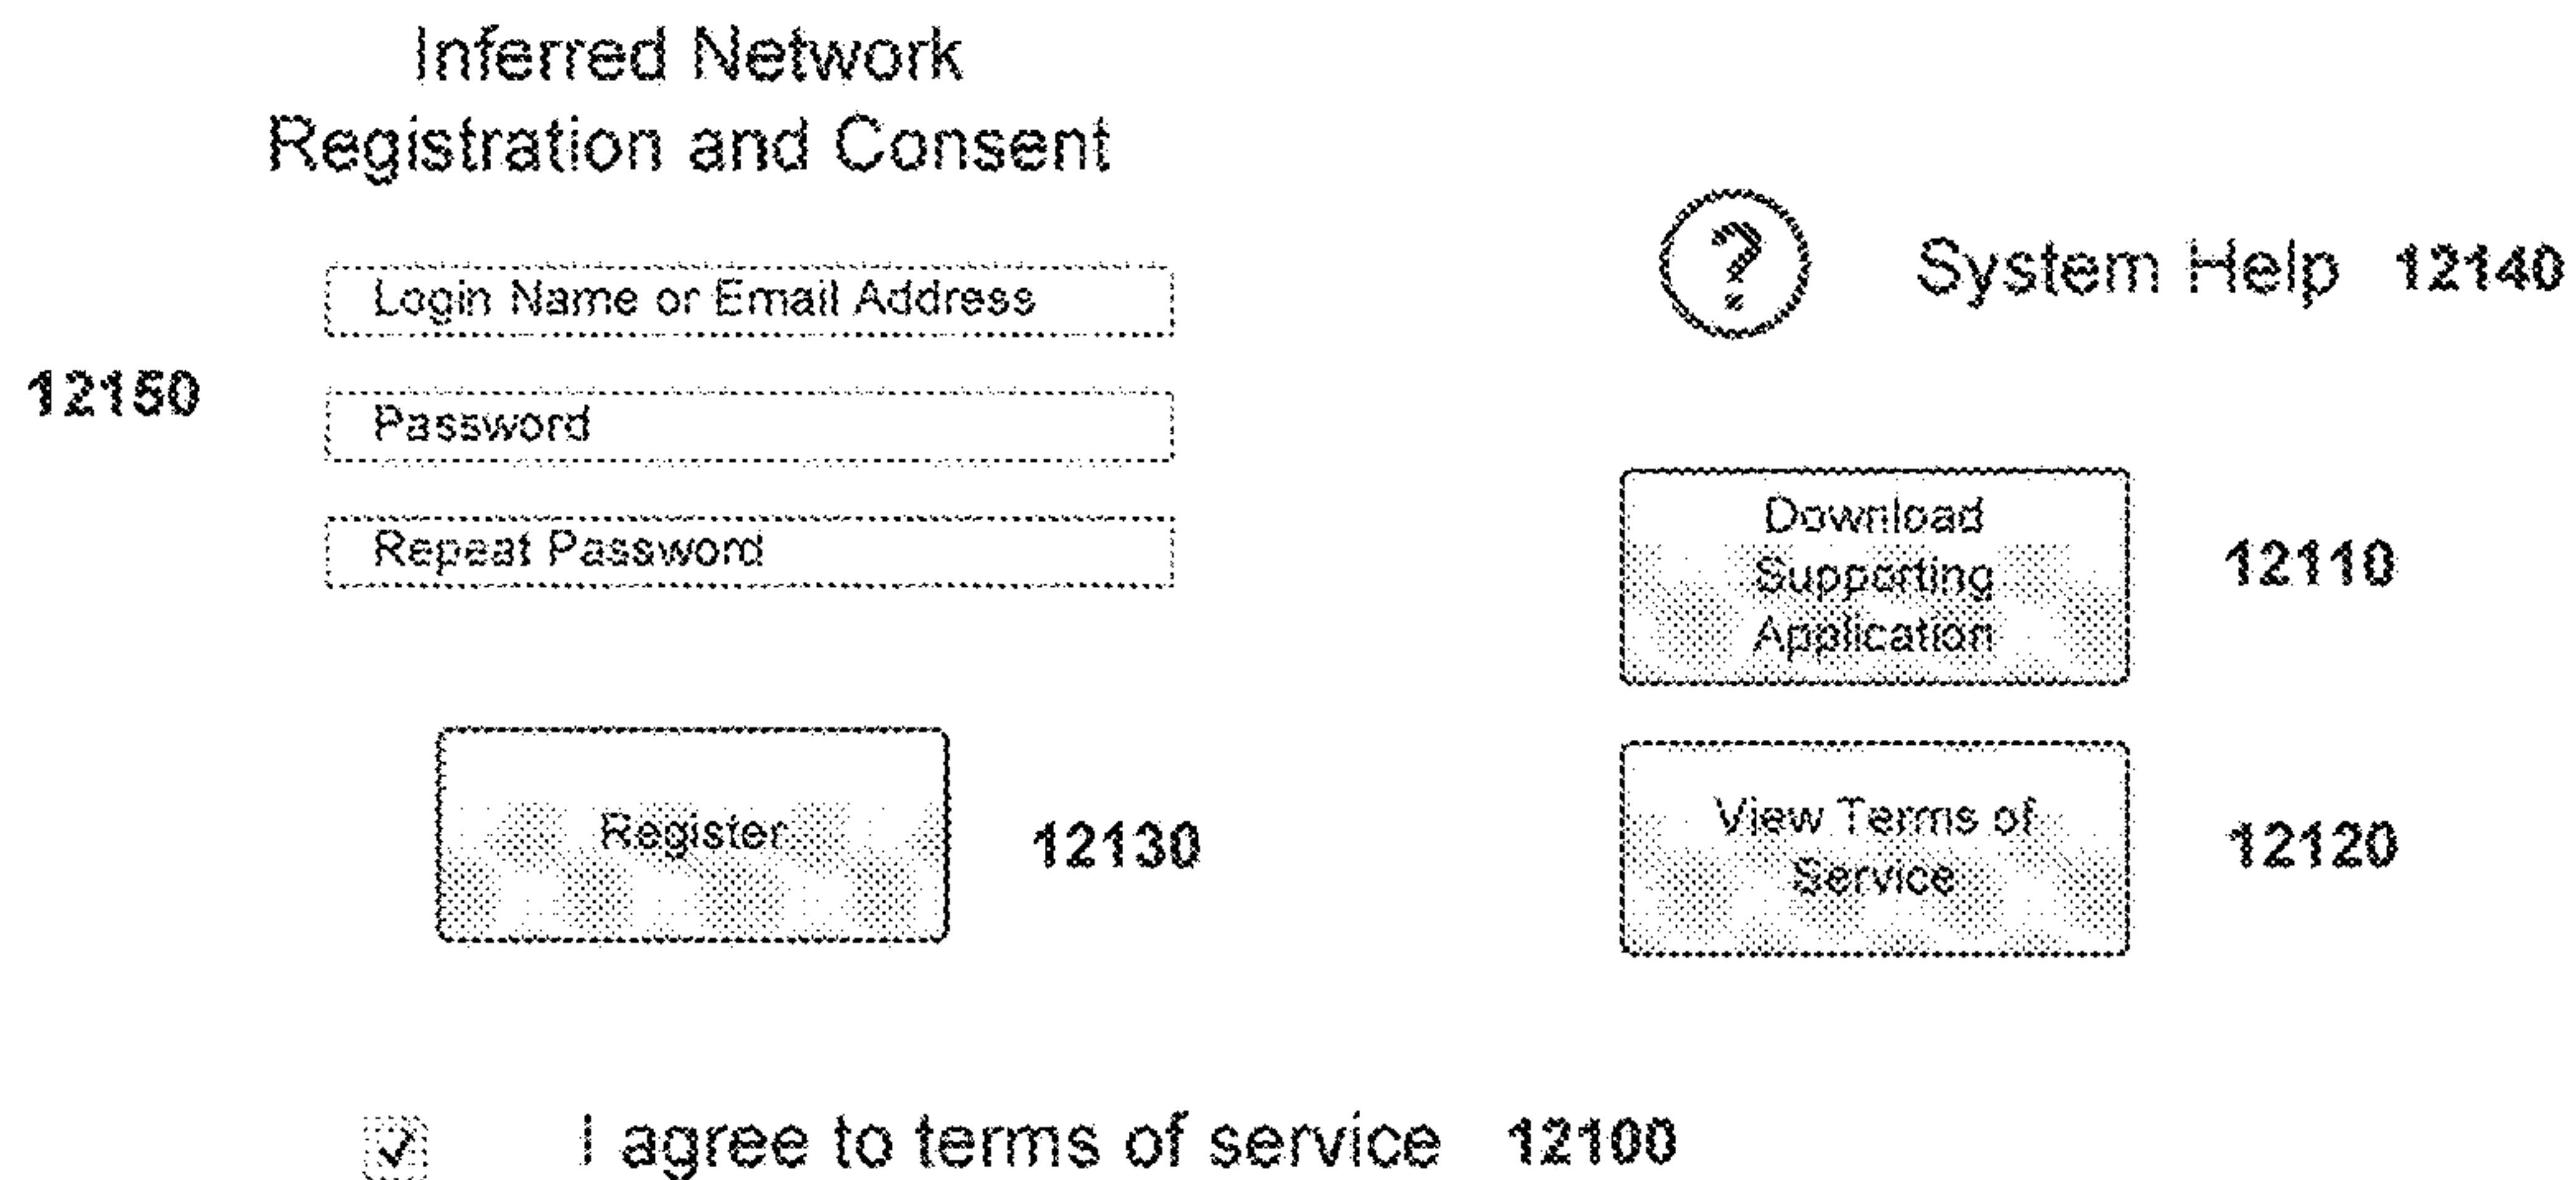 Inferred Network
Registration and Consent
System Help 12140
Login Name or Email Address
12150
Password
Repeat Password
Download
Supporting
Application
12110
Register
12130
View Terms of
Service
12120
I agree to terms of service 12100